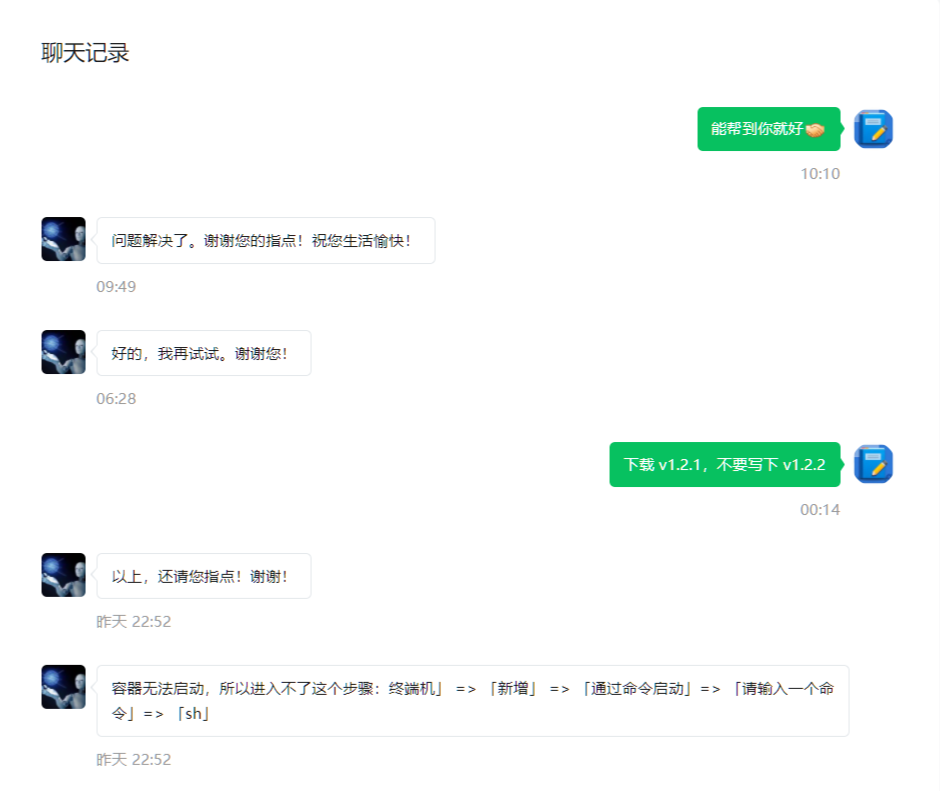 聊天记录
能帮到你就好🤝
10:10
问题解决了。谢谢您的指点！祝您生活愉快！
09:49
好的，我再试试。谢谢您！
06:28
下载 v1.2.1，不要写下 v1.2.2
00:14
以上，还请您指点！谢谢！
昨天 22:52
容器无法启动，所以进入不了这个步骤：终端机」 => 「新增」 => 「通过命令启动」=> 「请输入一个命
令」=> 「sh」
昨天 22:52